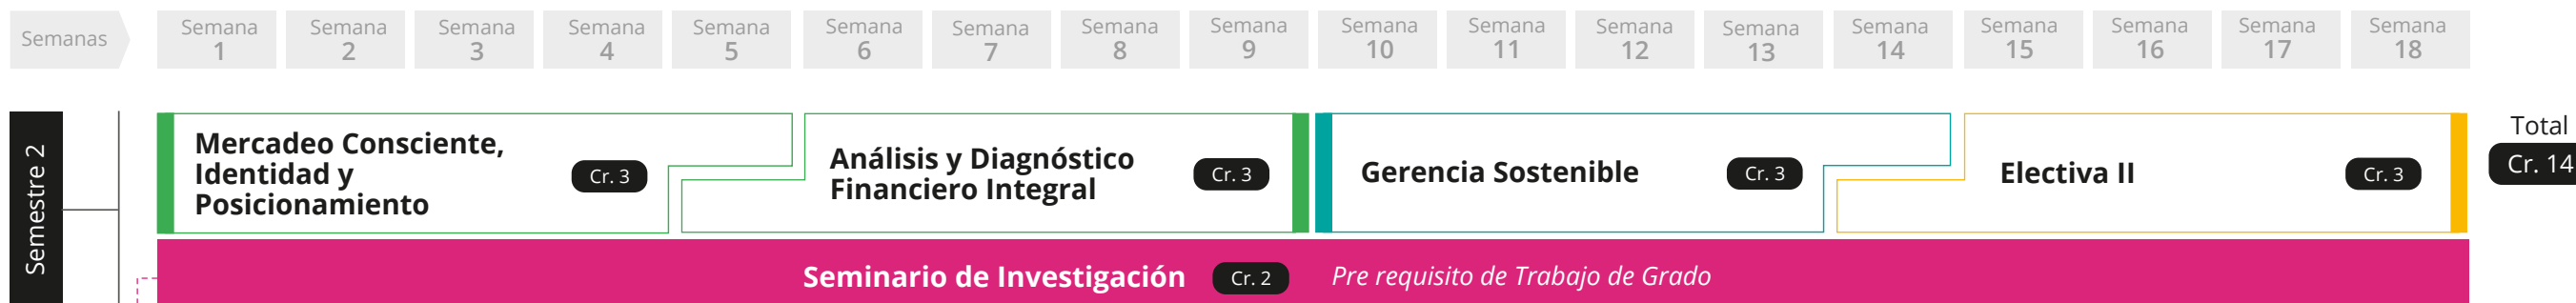 Semanas
Semana
1
Semana
2
Semana
3
Semana
4
Semana
5
Semana
6
Semana
7
Semana
8
Semana
9
Semana
10
Semana
11
Semana
12
Semana
13
Semana
14
Semana
15
Semana
16
Semana
17
Semana
18
Semestre 2
Mercadeo Consciente,
Identidad y
Posicionamiento
Cr. 3
Análisis y Diagnóstico
Financiero Integral
Cr. 3
Gerencia Sostenible
Cr. 3
Electiva II
Cr. 3
Total
Cr. 14
Seminario de Investigación
Cr. 2
Pre requisito de Trabajo de Grado